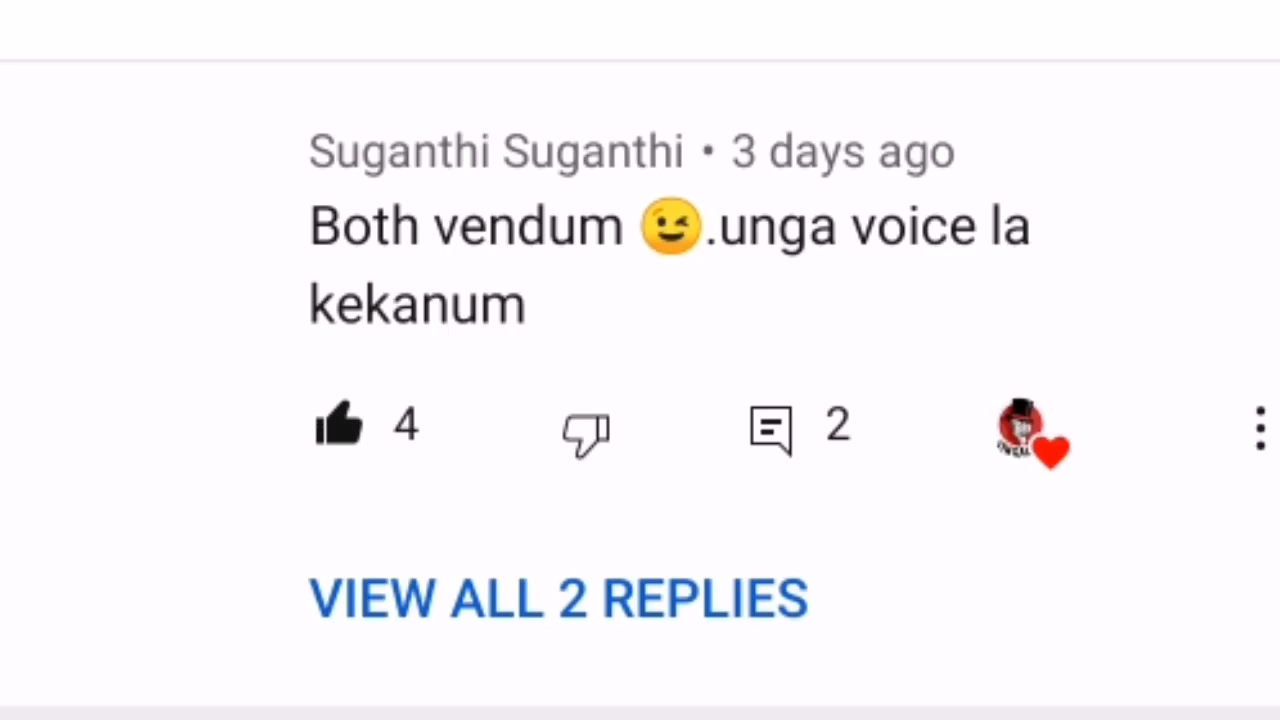 Suganthi Suganthi • 3 days ago
Both vendum 😉.unga voice la
kekanum
4 2
VIEW ALL 2 REPLIES